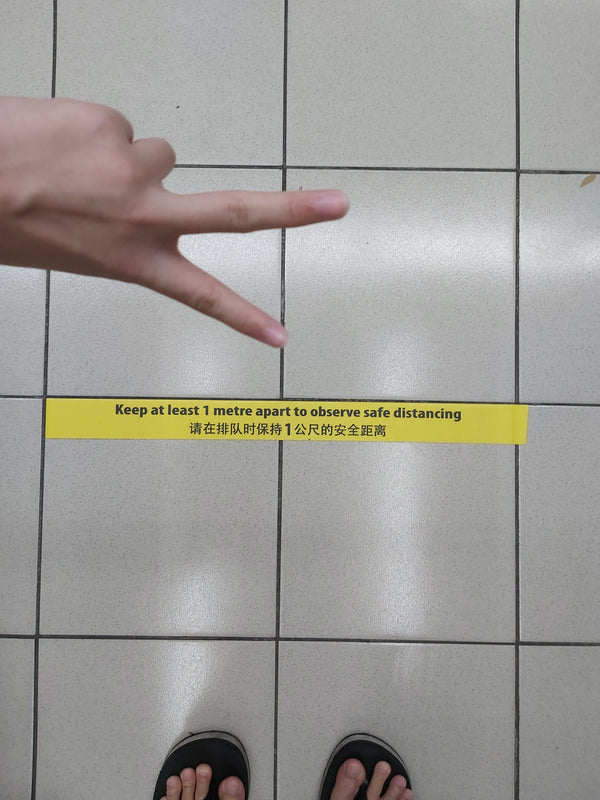 Keep at least 1 metre apart to observe safe distancing
请在排队时保持1公尺的安全距离